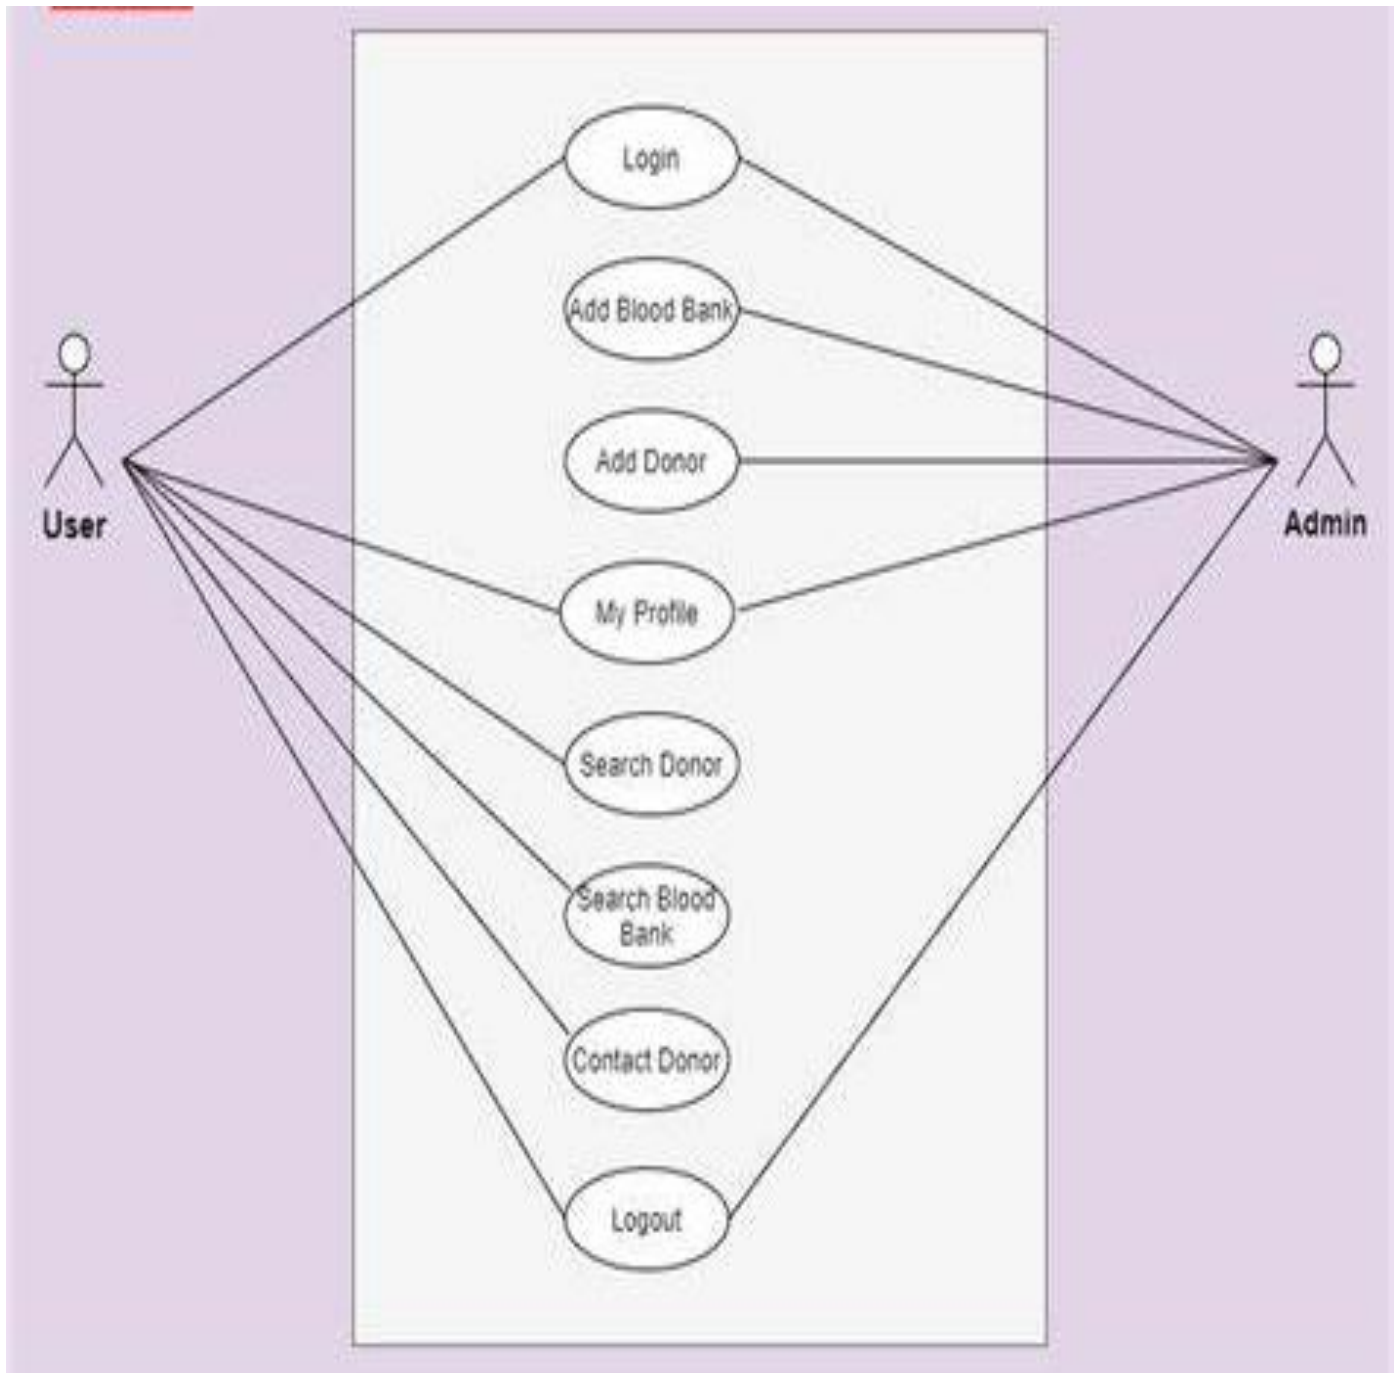 Login
Add Blood Bank
Add Donor
User
Admin
My Profile
Search Donor
Search Blood
Bank
Contact Donor
Logout